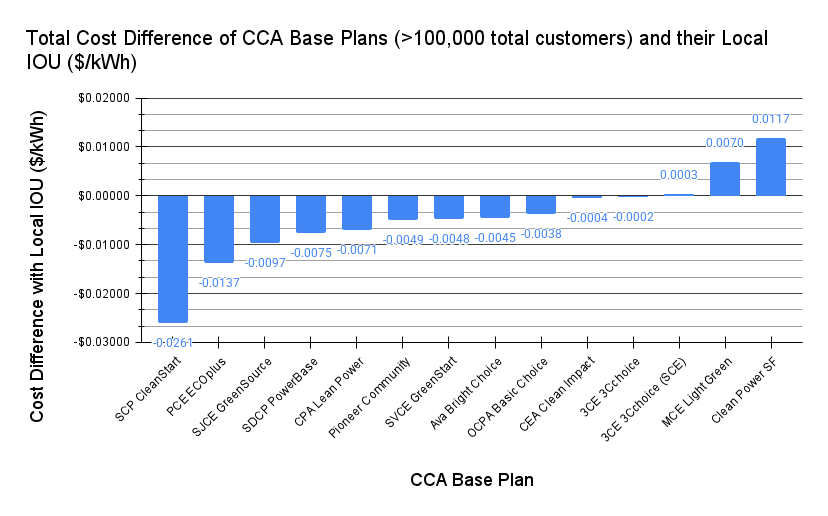 Total Cost Difference of CCA Base Plans (>100,000 total customers) and their Local
IOU ($/kWh)
Cost Difference with Local IOU ($/kWh)
$0.02000
$0.01000
$0.00000
-$0.01000
-$0.02000
-$0.03000
-0.0261
-0.0137
-0.0097
-0.0075
-0.0071
-0.0049
-0.0048
-0.0045
-0.0038
-0.0004
-0.0002
0.0003
0.0070
0.0117
SCP CleanStart
PCE ECOplus
SJCE GreenSource
SDCP PowerBase
CPA Lean Power
Pioneer Community
SVCE GreenStart
Ava Bright Choice
OCPA Basic Choice
CEA Clean Impact
3CE 3Cchoice
3CE 3Cchoice (SCE)
MCE Light Green
Clean Power SF
CCA Base Plan